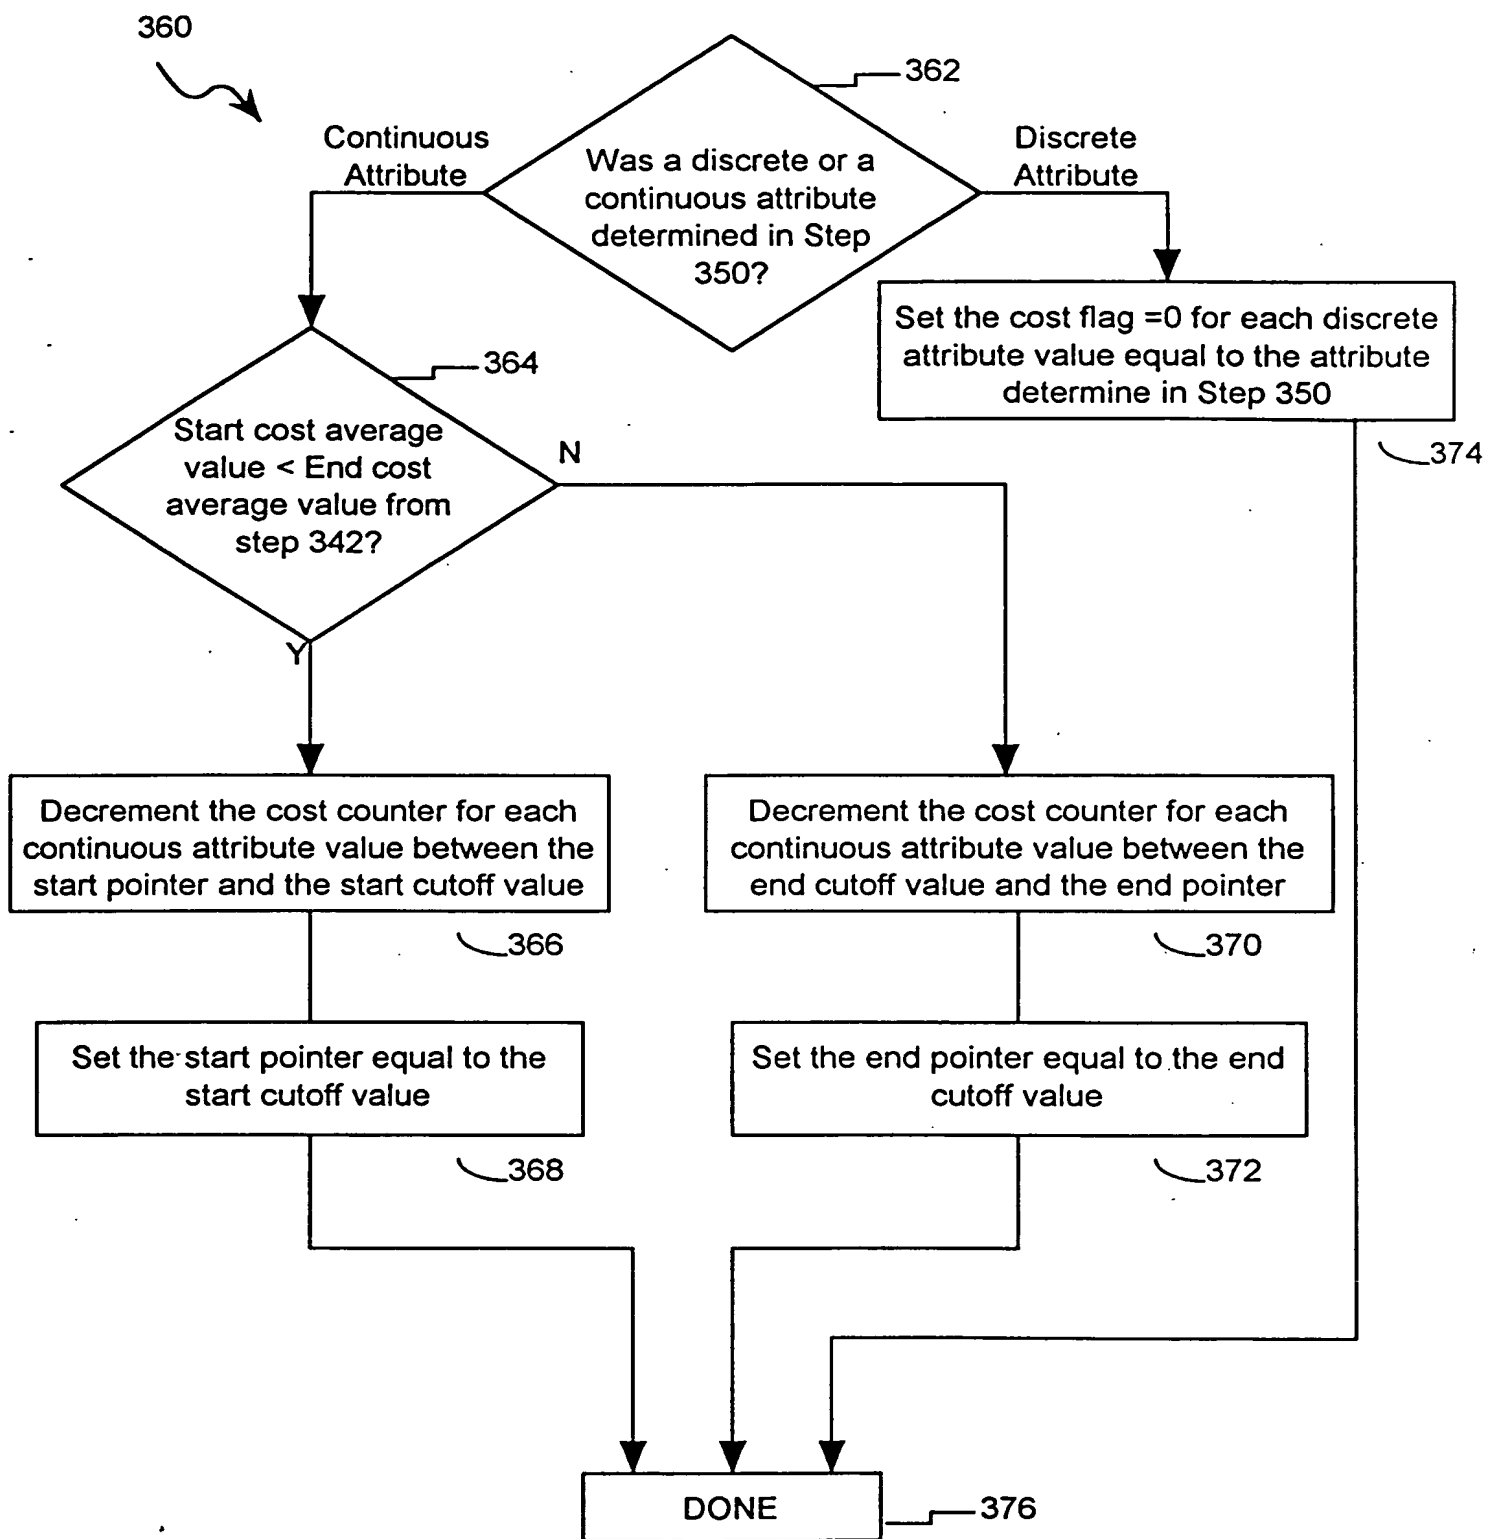 360
362
Continuous
Attribute
Discrete
Attribute
Was a discrete or a
continuous attribute
determined in Step
350?
Set the cost flag =0 for each discrete
attribute value equal to the attribute
determine in Step 350
374
364
Start cost average
value < End cost
average value from
step 342?
N
Y
Decrement the cost counter for each
continuous attribute value between the
start pointer and the start cutoff value
366
Decrement the cost counter for each
continuous attribute value between the
end cutoff value and the end pointer
370
Set the start pointer equal to the
start cutoff value
368
Set the end pointer equal to the end
cutoff value
372
DONE
376